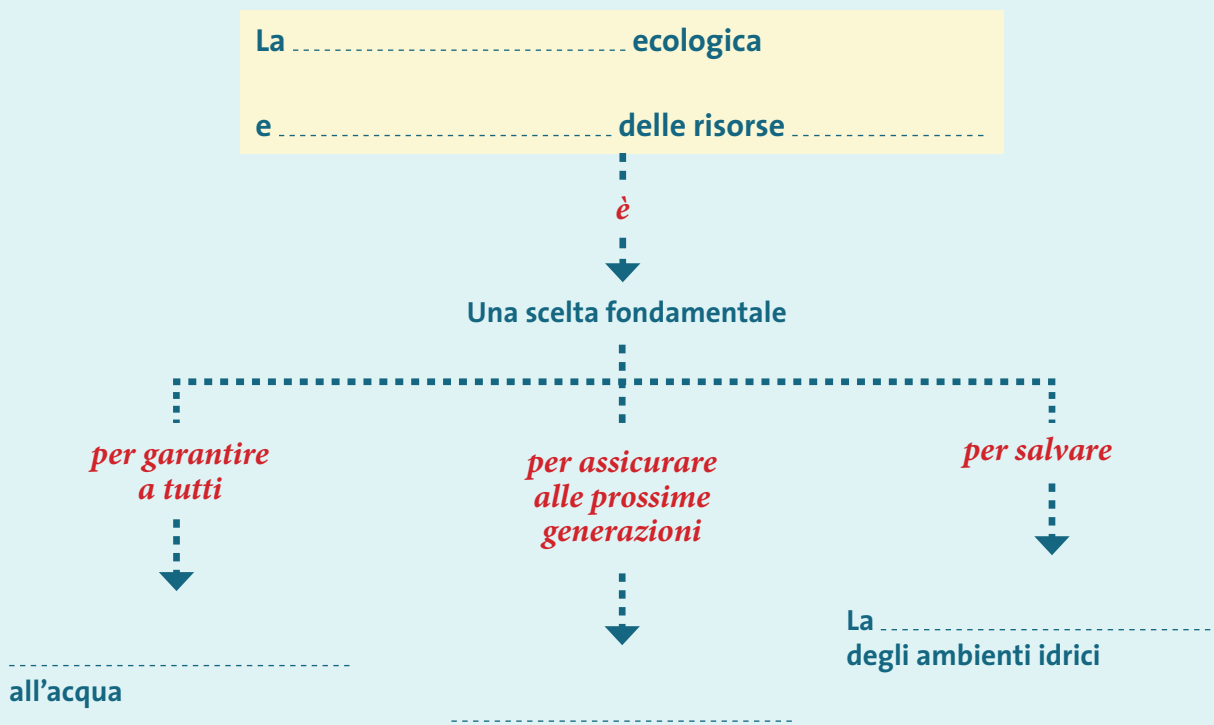 La ecologica
e delle risorse
è
Una scelta fondamentale
per garantire
a tutti
per assicurare
alle prossime
generazioni
per salvare
all'acqua
La
degli ambienti idrici